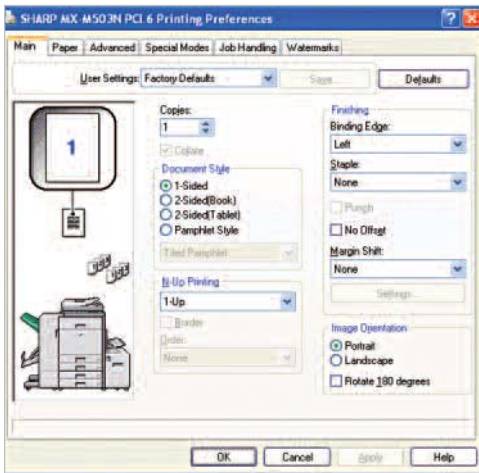 SHARP MX-M503N PCL6 Printing Preferences
Main Paper Advanced Special Modes Job Handling Watermarks
User Settings: Factory Defaults Save... Defaults
1
Copies:
1
Collate
Document Style
1-Sided
2-Sided(Book)
2-Sided(Tablet)
Pamphlet Style
Tiled Pamphlet
N-Up Printing
1-Up
Border
Order:
None
Finishing
Binding Edge:
Left
Staple:
None
Punch
No Offset
Margin Shift:
None
Settings...
Image Orientation
Portrait
Landscape
Rotate 180 degrees
OK Cancel Apply Help